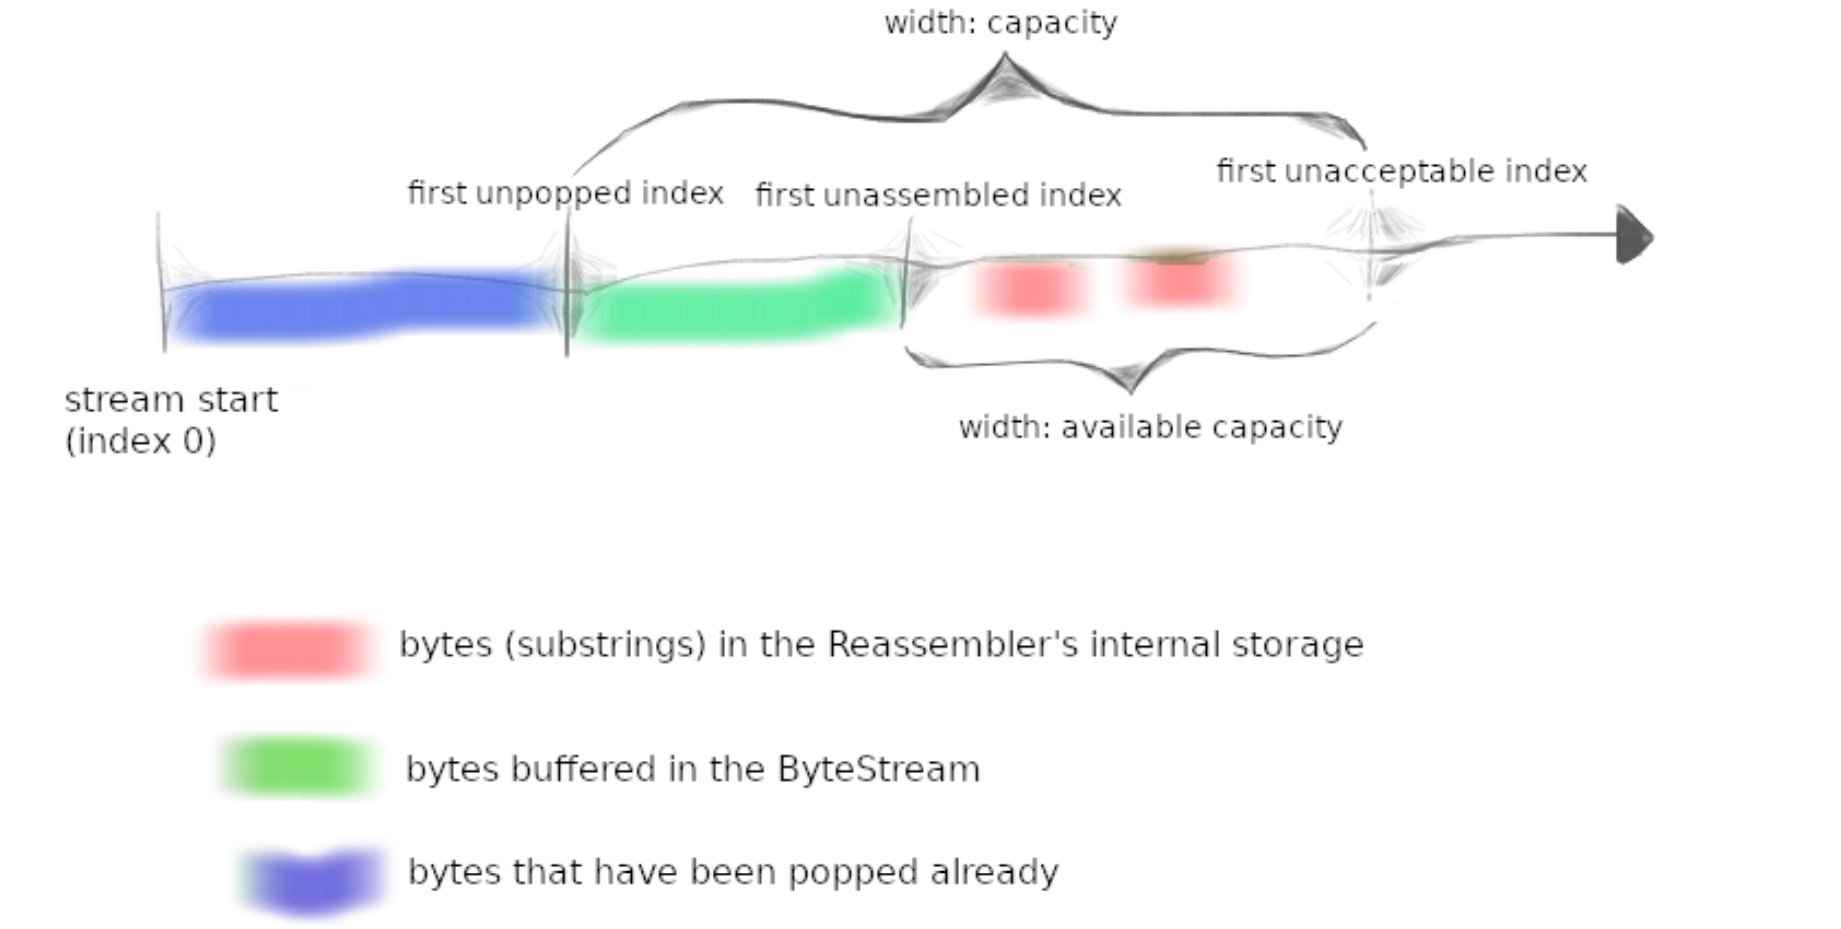 width: capacity
first unacceptable index
first unpopped index
first unassembled index
stream start
(index 0)
width: available capacity
bytes (substrings) in the Reassembler's internal storage
bytes buffered in the ByteStream
bytes that have been popped already